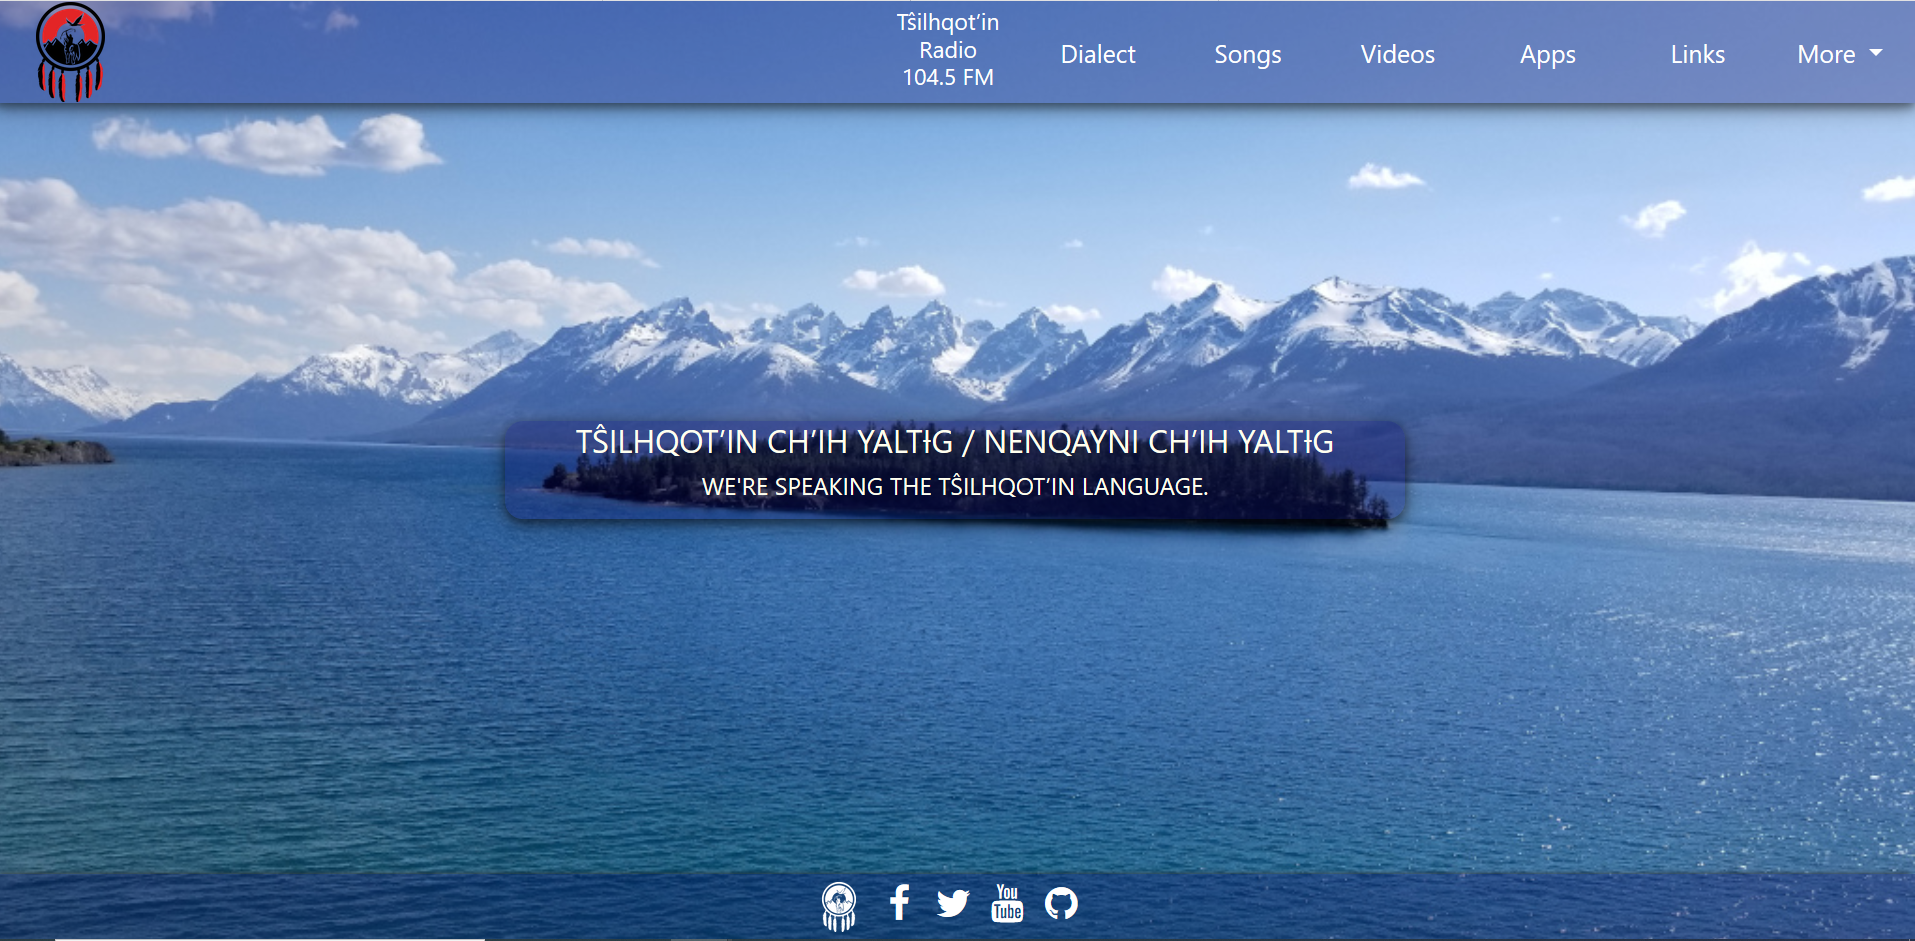 Tŝilhqot’in
Radio
104.5 FM
Dialect
Songs
Videos
Apps
Links
More
TŜILHQOT’IN CH’IH YALTƗG / NENQAYNI CH’IH YALTƗG
WE'RE SPEAKING THE TŜILHQOT’IN LANGUAGE.
You
Tube